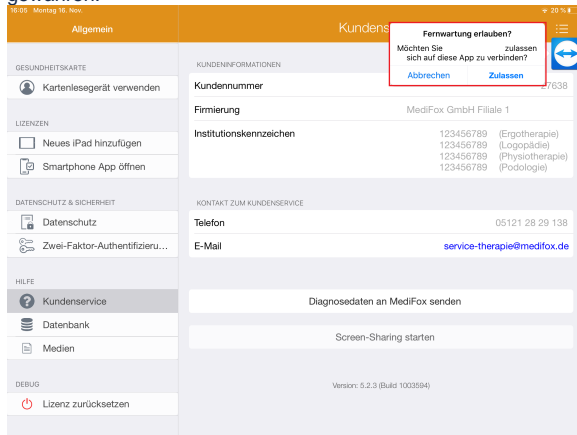 gewähren.
16:05 Montag 16. Nov.
20 %
Allgemein
Kundens
Fernwartung erlauben?
Möchten Sie zulassen
sich auf diese App zu
verbinden?
Abbrechen Zulassen
GESUNDHEITSKARTE
Kartenlesegerät verwenden
LIZENZEN
Neues iPad hinzufügen
Smartphone App öffnen
DATENSCHUTZ & SICHERHEIT
Datenschutz
Zwei-Faktor-Authentifizieru...
HILFE
Kundenservice
Datenbank
Medien
DEBUG
Lizenz zurücksetzen
KUNDENINFORMATIONEN
Kundennummer 27638
Firmierung MediFox GmbH Filiale 1
Institutionskennzeichen 123456789 (Ergotherapie)
123456789 (Logopädie)
123456789 (Physiotherapie)
123456789 (Podologie)
KONTAKT ZUM KUNDENSERVICE
Telefon 05121 28 29 138
E-Mail service-therapie@medifox.de
Diagnosedaten an MediFox senden
Screen-Sharing starten
Version: 5.2.3 (Build 1003594)